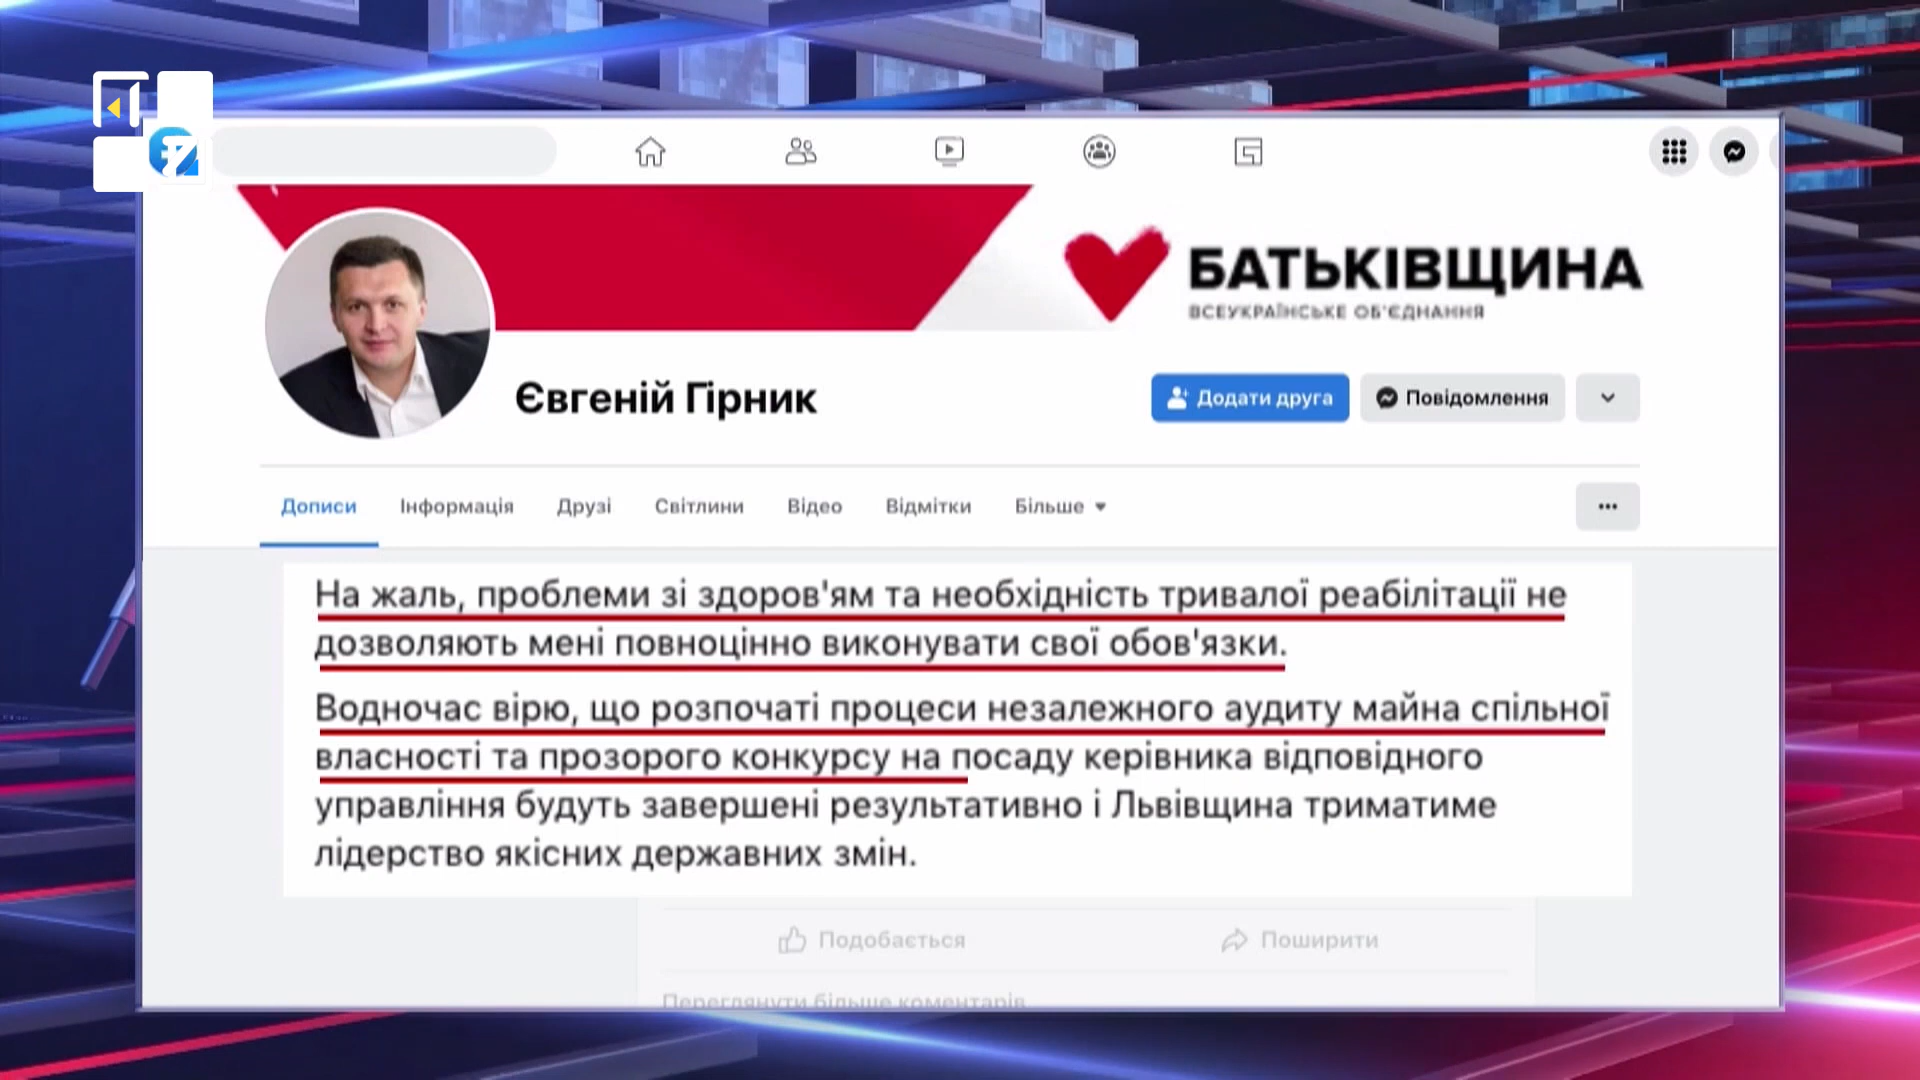 БАТЬКІВЩИНА
ВСЕУКРАЇНСЬКЕ ОБ'ЄДНАННЯ
Євгеній Гірник
Додати друга
Повідомлення
Дописи Інформація Друзі Світлини Відео Відмітки Більше
На жаль, проблеми зі здоров'ям та необхідність тривалої реабілітації не
дозволяють мені повноцінно виконувати свої обов'язки.
Водночас вірю, що розпочаті процеси незалежного аудиту майна спільної
власності та прозорого конкурсу на посаду керівника відповідного
управління будуть завершені результативно і Львівщина триматиме
лідерство якісних державних змін.
Подобається
Поширити
Переглянути більше коментарів